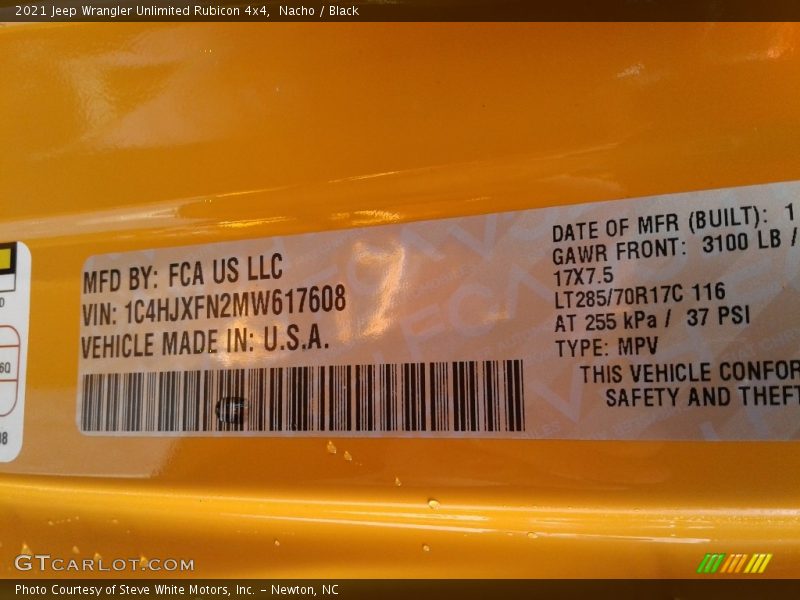 2021 Jeep Wrangler Unlimited Rubicon 4x4, Nacho / Black
MFD BY: FCA US LLC
VIN: 1C4HJXFN2MW617608
VEHICLE MADE IN: U.S.A.
DATE OF MFR (BUILT): 1
GAWR FRONT: 3100 LB /
17X7.5
LT285/70R17C 116
AT 255 kPa / 37 PSI
TYPE: MPV
THIS VEHICLE CONFOR
SAFETY AND THEFT
GTCARLOT.COM
Photo Courtesy of Steve White Motors, Inc. – Newton, NC